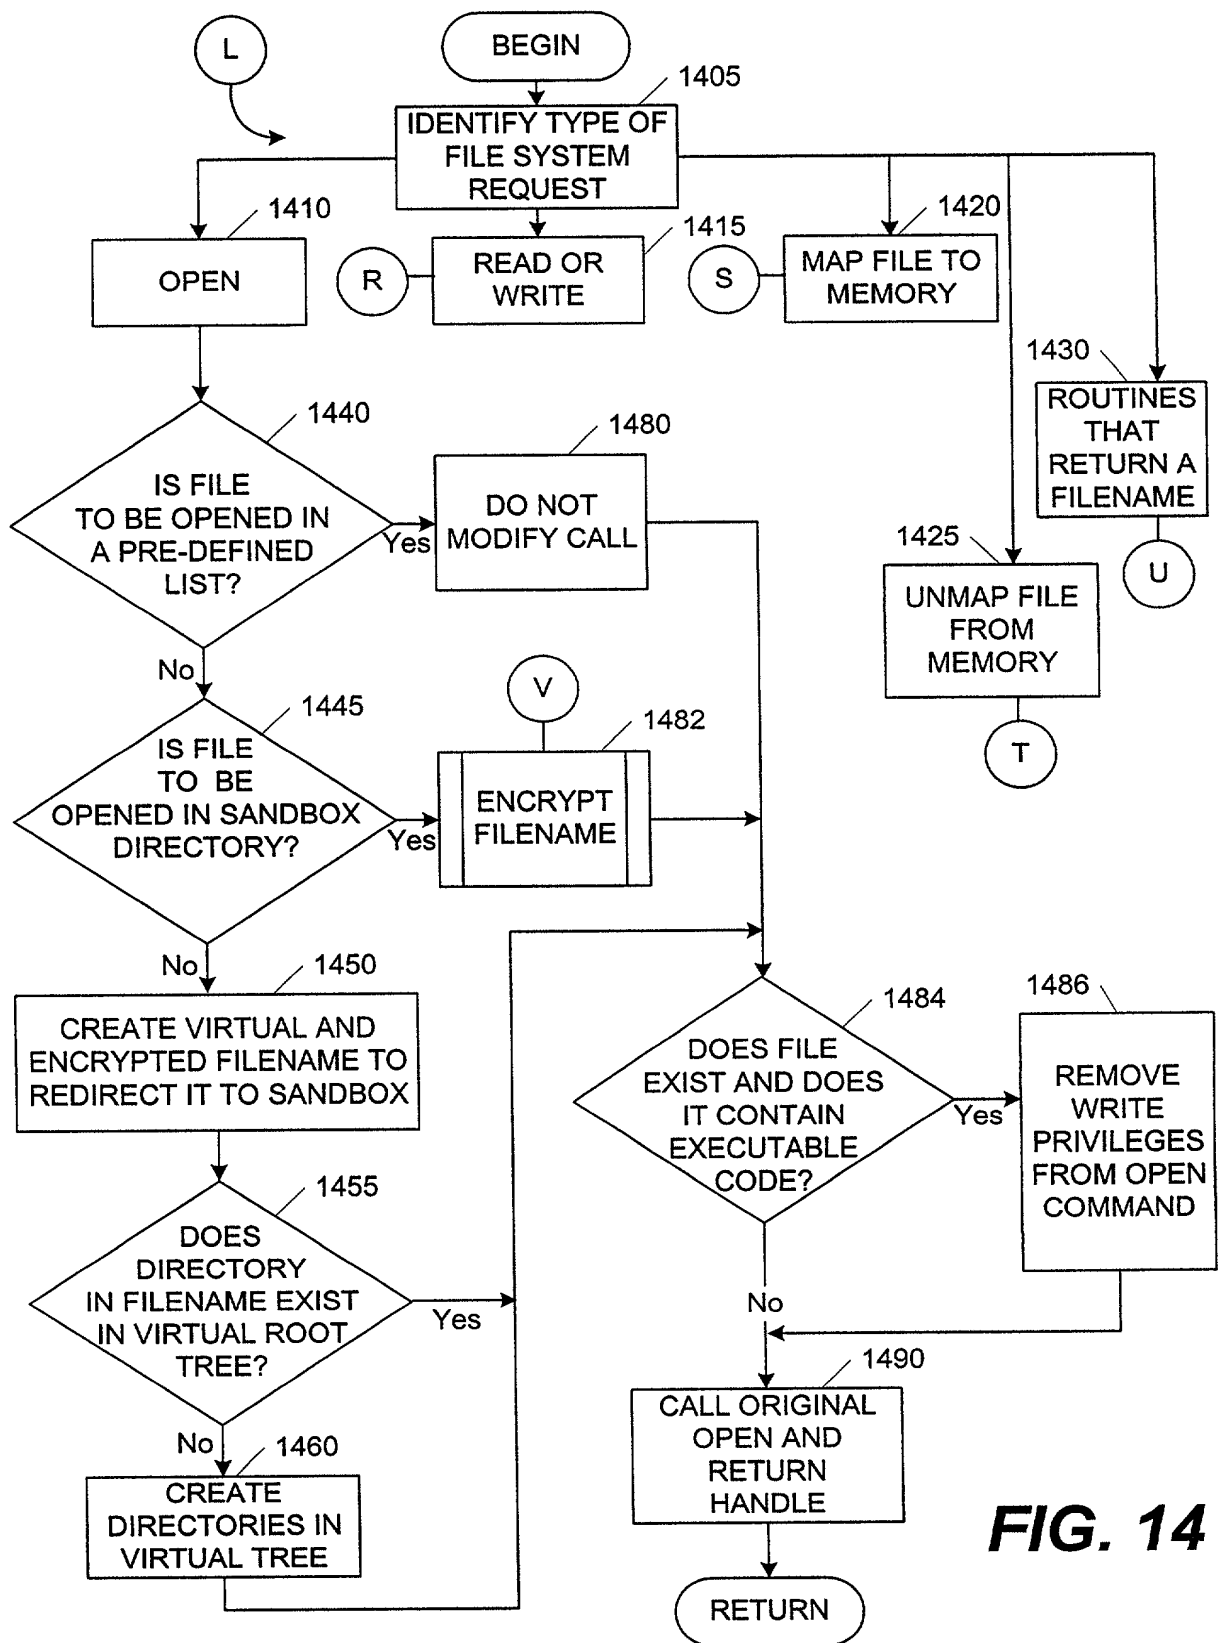 L
BEGIN
1405
IDENTIFY TYPE OF
FILE SYSTEM
REQUEST
1410
OPEN
1415
R
READ OR
WRITE
1420
S
MAP FILE TO
MEMORY
1430
ROUTINES
THAT
RETURN A
FILENAME
U
1425
UNMAP FILE
FROM
MEMORY
T
1440
IS FILE
TO BE OPENED IN
A PRE-DEFINED
LIST?
Yes
1480
DO NOT
MODIFY CALL
No
1445
IS FILE
TO BE
OPENED IN SANDBOX
DIRECTORY?
Yes
V
1482
ENCRYPT
FILENAME
No
1450
CREATE VIRTUAL AND
ENCRYPTED FILENAME TO
REDIRECT IT TO SANDBOX
1455
DOES
DIRECTORY
IN FILENAME EXIST
IN VIRTUAL ROOT
TREE?
Yes
No
1460
CREATE
DIRECTORIES IN
VIRTUAL TREE
1484
DOES FILE
EXIST AND DOES
IT CONTAIN
EXECUTABLE
CODE?
Yes
1486
REMOVE
WRITE
PRIVILEGES
FROM OPEN
COMMAND
No
1490
CALL ORIGINAL
OPEN AND
RETURN
HANDLE
RETURN
FIG. 14